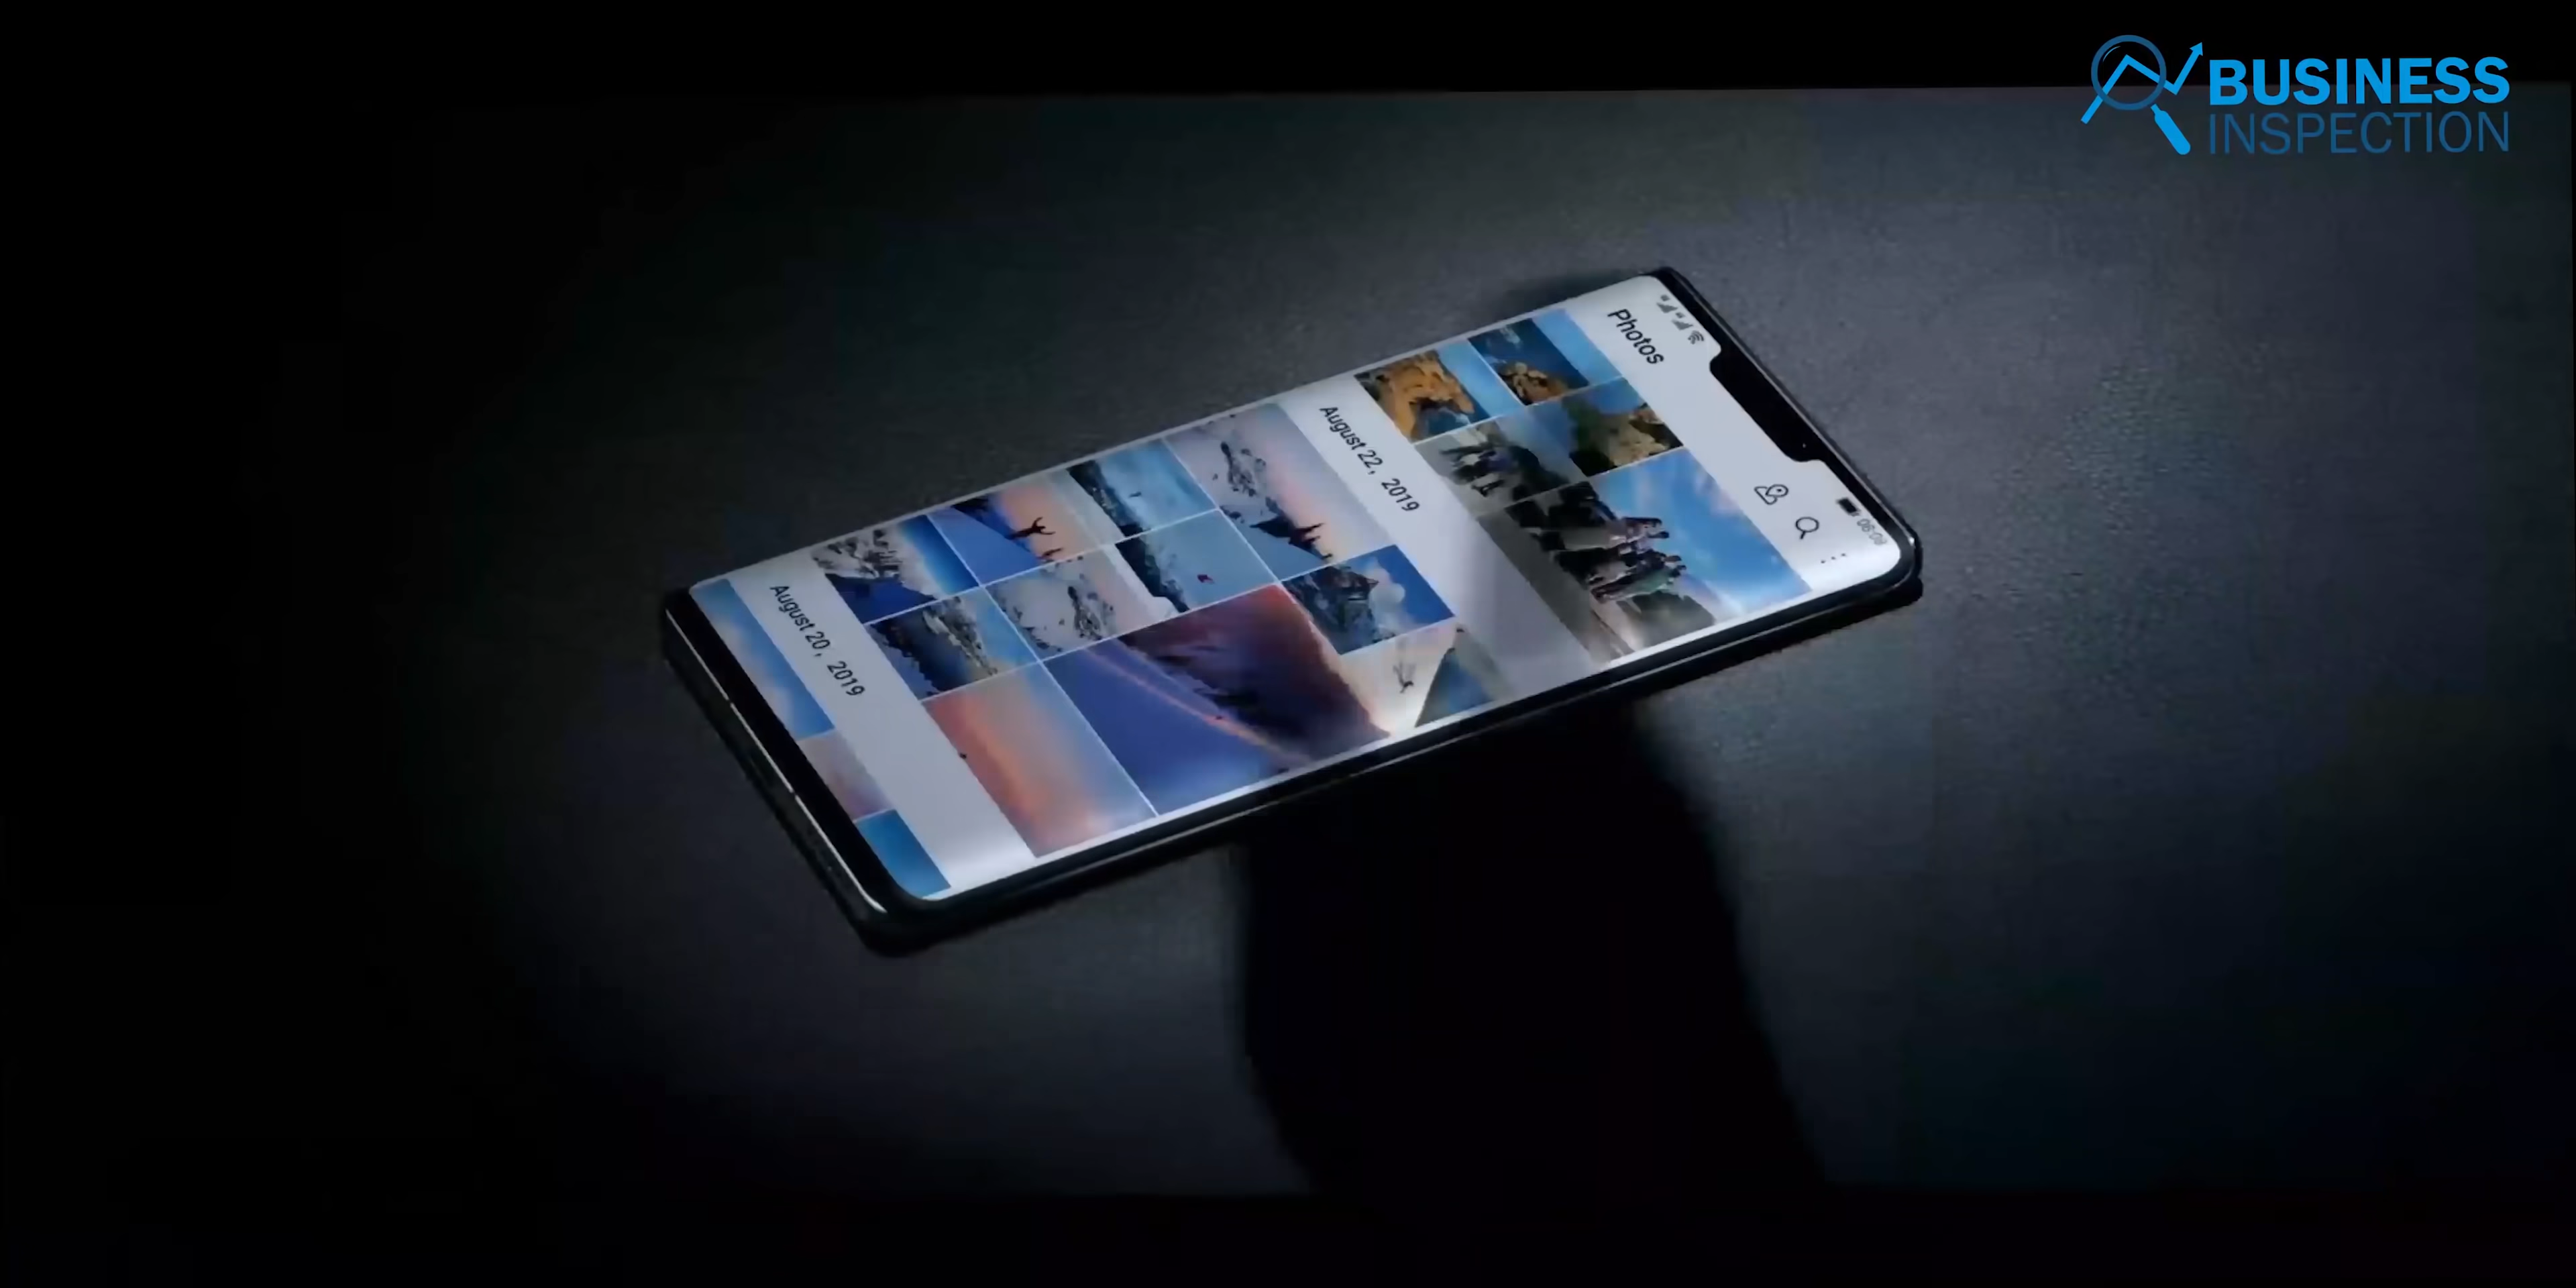 BUSINESS
INSPECTION
Photos
August 22, 2019
August 20, 2019